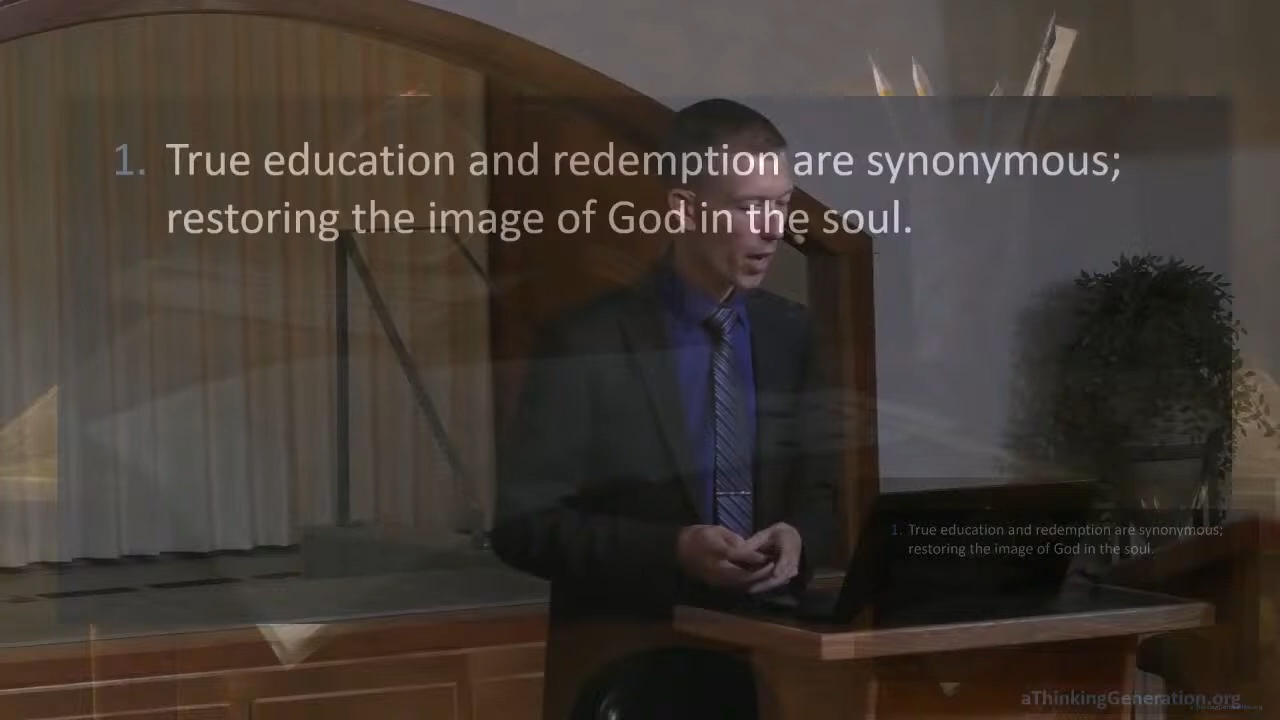 1. True education and redemption are synonymous;
restoring the image of God in the soul.
1. True education and redemption are synonymous;
restoring the image of God in the soul.
aThinkingGeneration.org